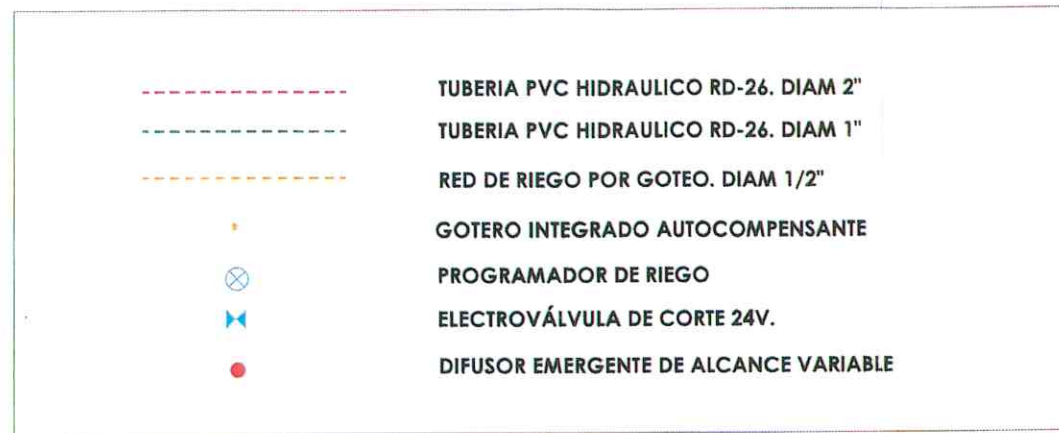 TUBERIA PVC HIDRAULICO RD-26. DIAM 2"
TUBERIA PVC HIDRAULICO RD-26. DIAM 1"
RED DE RIEGO POR GOTEO. DIAM 1/2"
GOTERO INTEGRADO AUTOCOMPENSANTE
PROGRAMADOR DE RIEGO
ELECTROVÁLVULA DE CORTE 24V.
DIFUSOR EMERGENTE DE ALCANCE VARIABLE